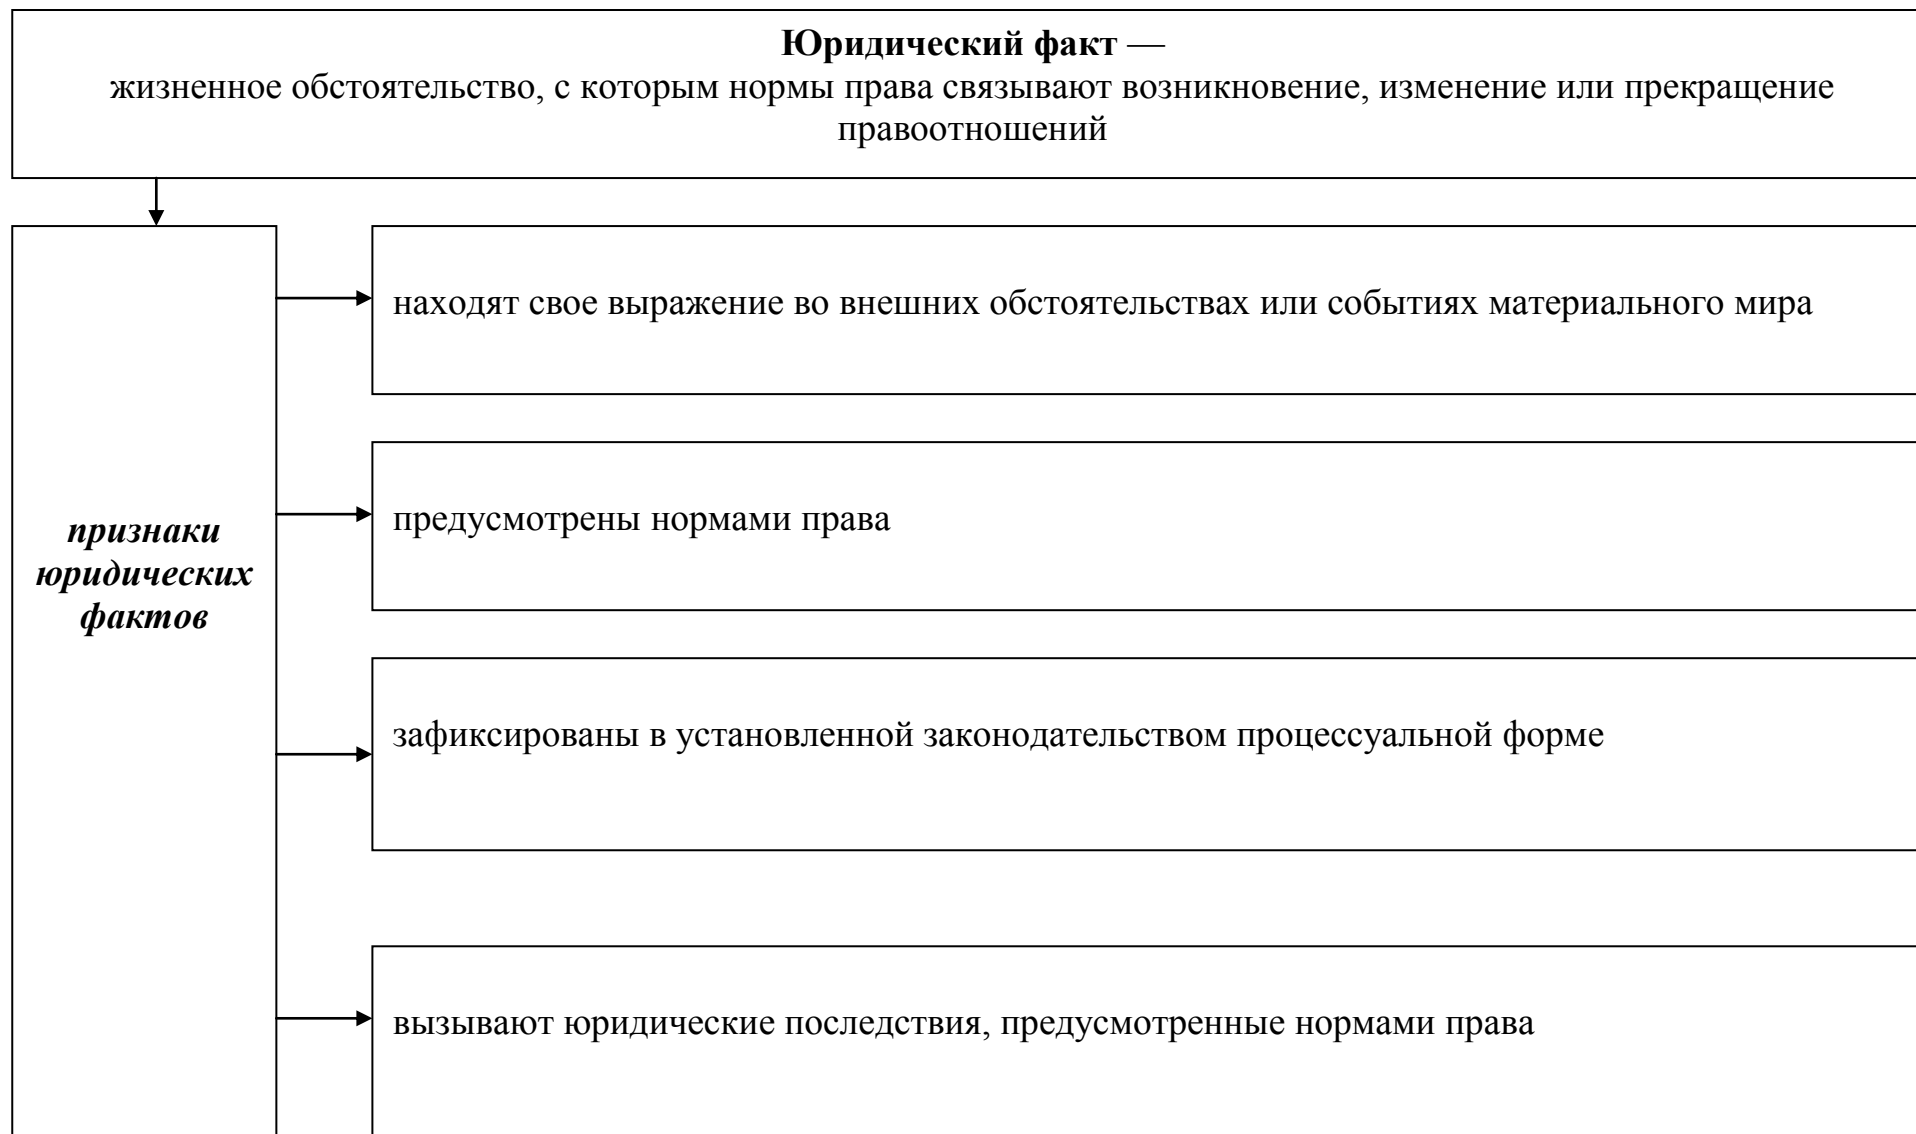 Юридический факт —
жизненное обстоятельство, с которым нормы права связывают возникновение, изменение или прекращение
правоотношений
находят свое выражение во внешних обстоятельствах или событиях материального мира
предусмотрены нормами права
признаки
юридических
фактов
зафиксированы в установленной законодательством процессуальной форме
вызывают юридические последствия, предусмотренные нормами права